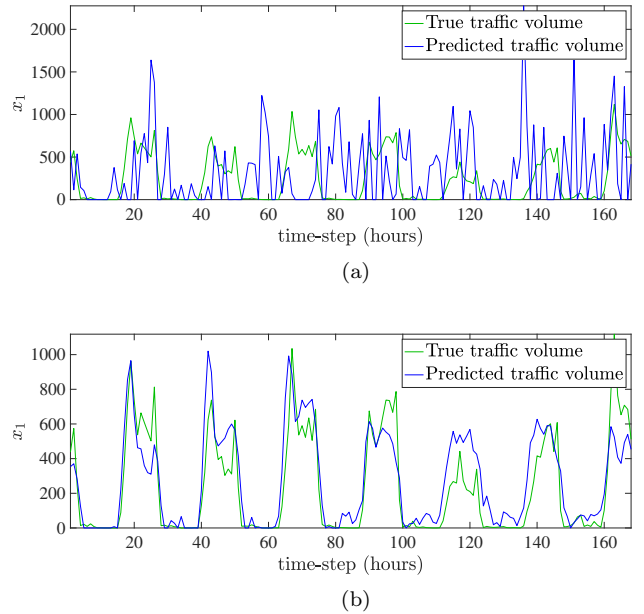 2000
1500
1000
500
0
x₁
True traffic volume
Predicted traffic volume
20 40 60 80 100 120 140 160
time-step (hours)
(a)
1000
800
600
400
200
0
x₁
True traffic volume
Predicted traffic volume
20 40 60 80 100 120 140 160
time-step (hours)
(b)